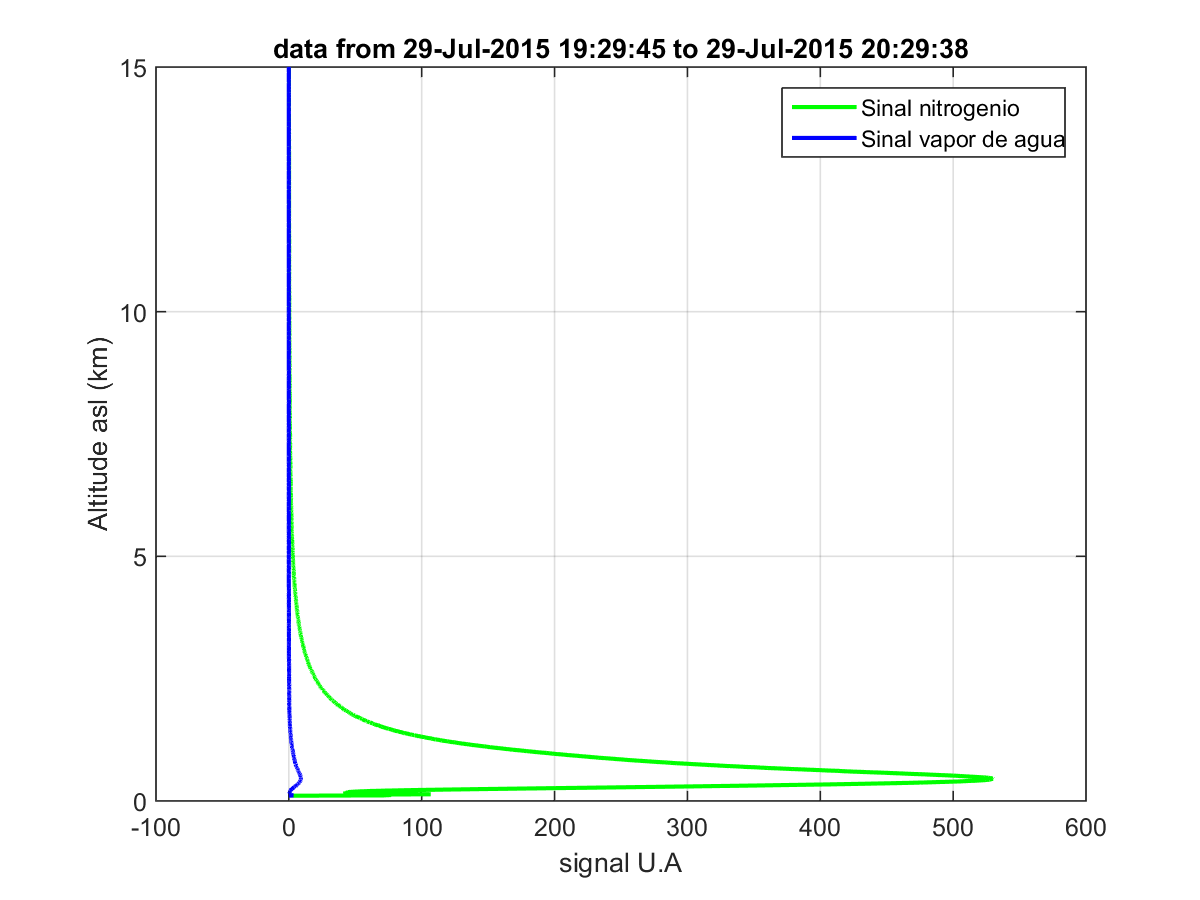 data from 29-Jul-2015 19:29:45 to 29-Jul-2015 20:29:38
Sinal nitrogenio
Sinal vapor de agua
15
10
5
0
Altitude asl (km)
-100 0 100 200 300 400 500 600
signal U.A